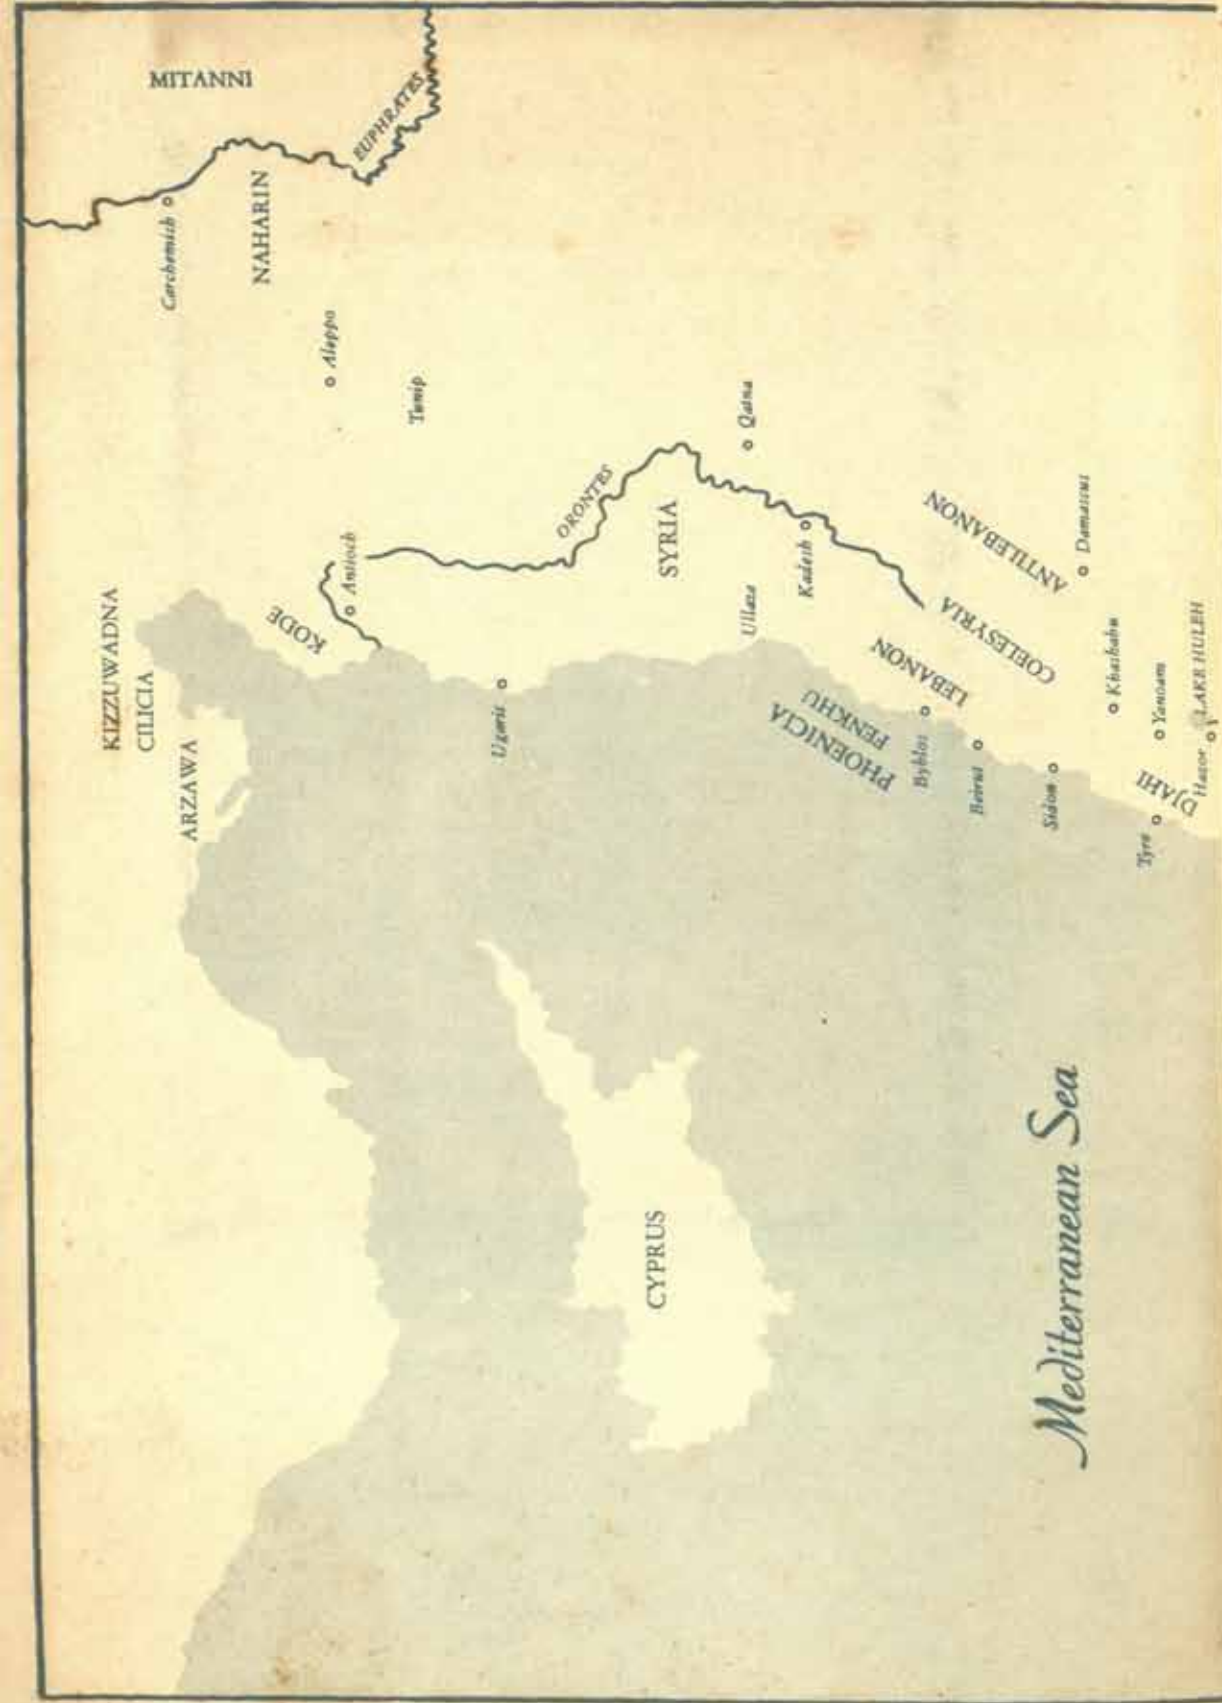 MITANNI
EUPHRATES
Carchemish
NAHARIN
Aleppo
Tunip
KIZZUWADNA
CILICIA
ARZAWA
KODE
Antioch
ORONTES
SYRIA
Qatna
Ugarit
Ullaza
Kadesh
ANTILEBANON
Damascus
COELESYRIA
LEBANON
FENKHU
PHOENICIA
Byblos
Beirut
Sidon
Khashabu
Yanoam
LAKE HULEH
Hazor
DJAHI
Tyre
CYPRUS
Mediterranean Sea